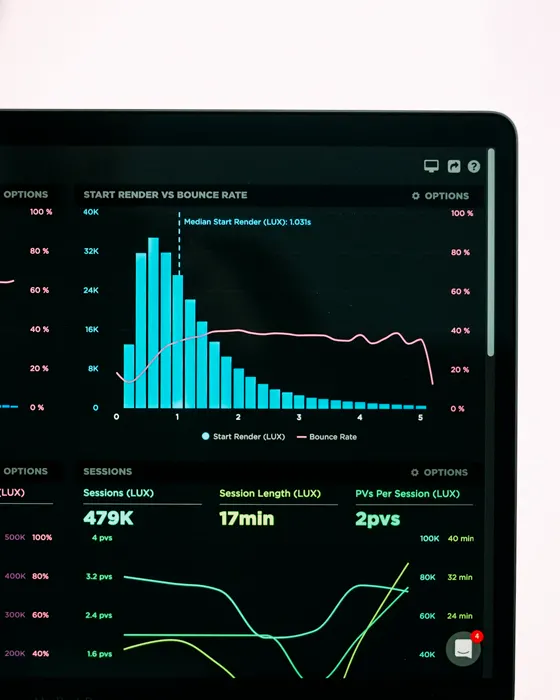 OPTIONS
START RENDER VS BOUNCE RATE
OPTIONS
100 %
80 %
60 %
40 %
20 %
0 %
40K
32K
24K
16K
8K
0
Median Start Render (LUX): 1.031s
100 %
80 %
60 %
40 %
20 %
0 %
0 1 2 3 4 5
Start Render (LUX) Bounce Rate
OPTIONS
SESSIONS
OPTIONS
(LUX)
Sessions (LUX)
479K
Session Length (LUX)
17min
PVs Per Session (LUX)
2pvs
500K 100%
400K 80%
300K 60%
200K 40%
4 pvs
3.2 pvs
2.4 pvs
1.6 pvs
100K 40 min
80K 32 min
60K 24 min
40K
4